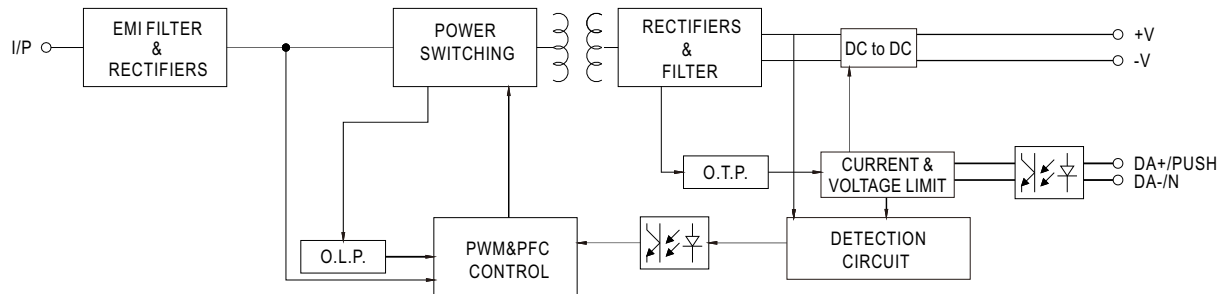 I/P
EMI FILTER
&
RECTIFIERS
POWER
SWITCHING
RECTIFIERS
&
FILTER
DC to DC
+V
-V
O.T.P.
CURRENT &
VOLTAGE LIMIT
DA+/PUSH
DA-/N
O.L.P.
PWM&PFC
CONTROL
DETECTION
CIRCUIT